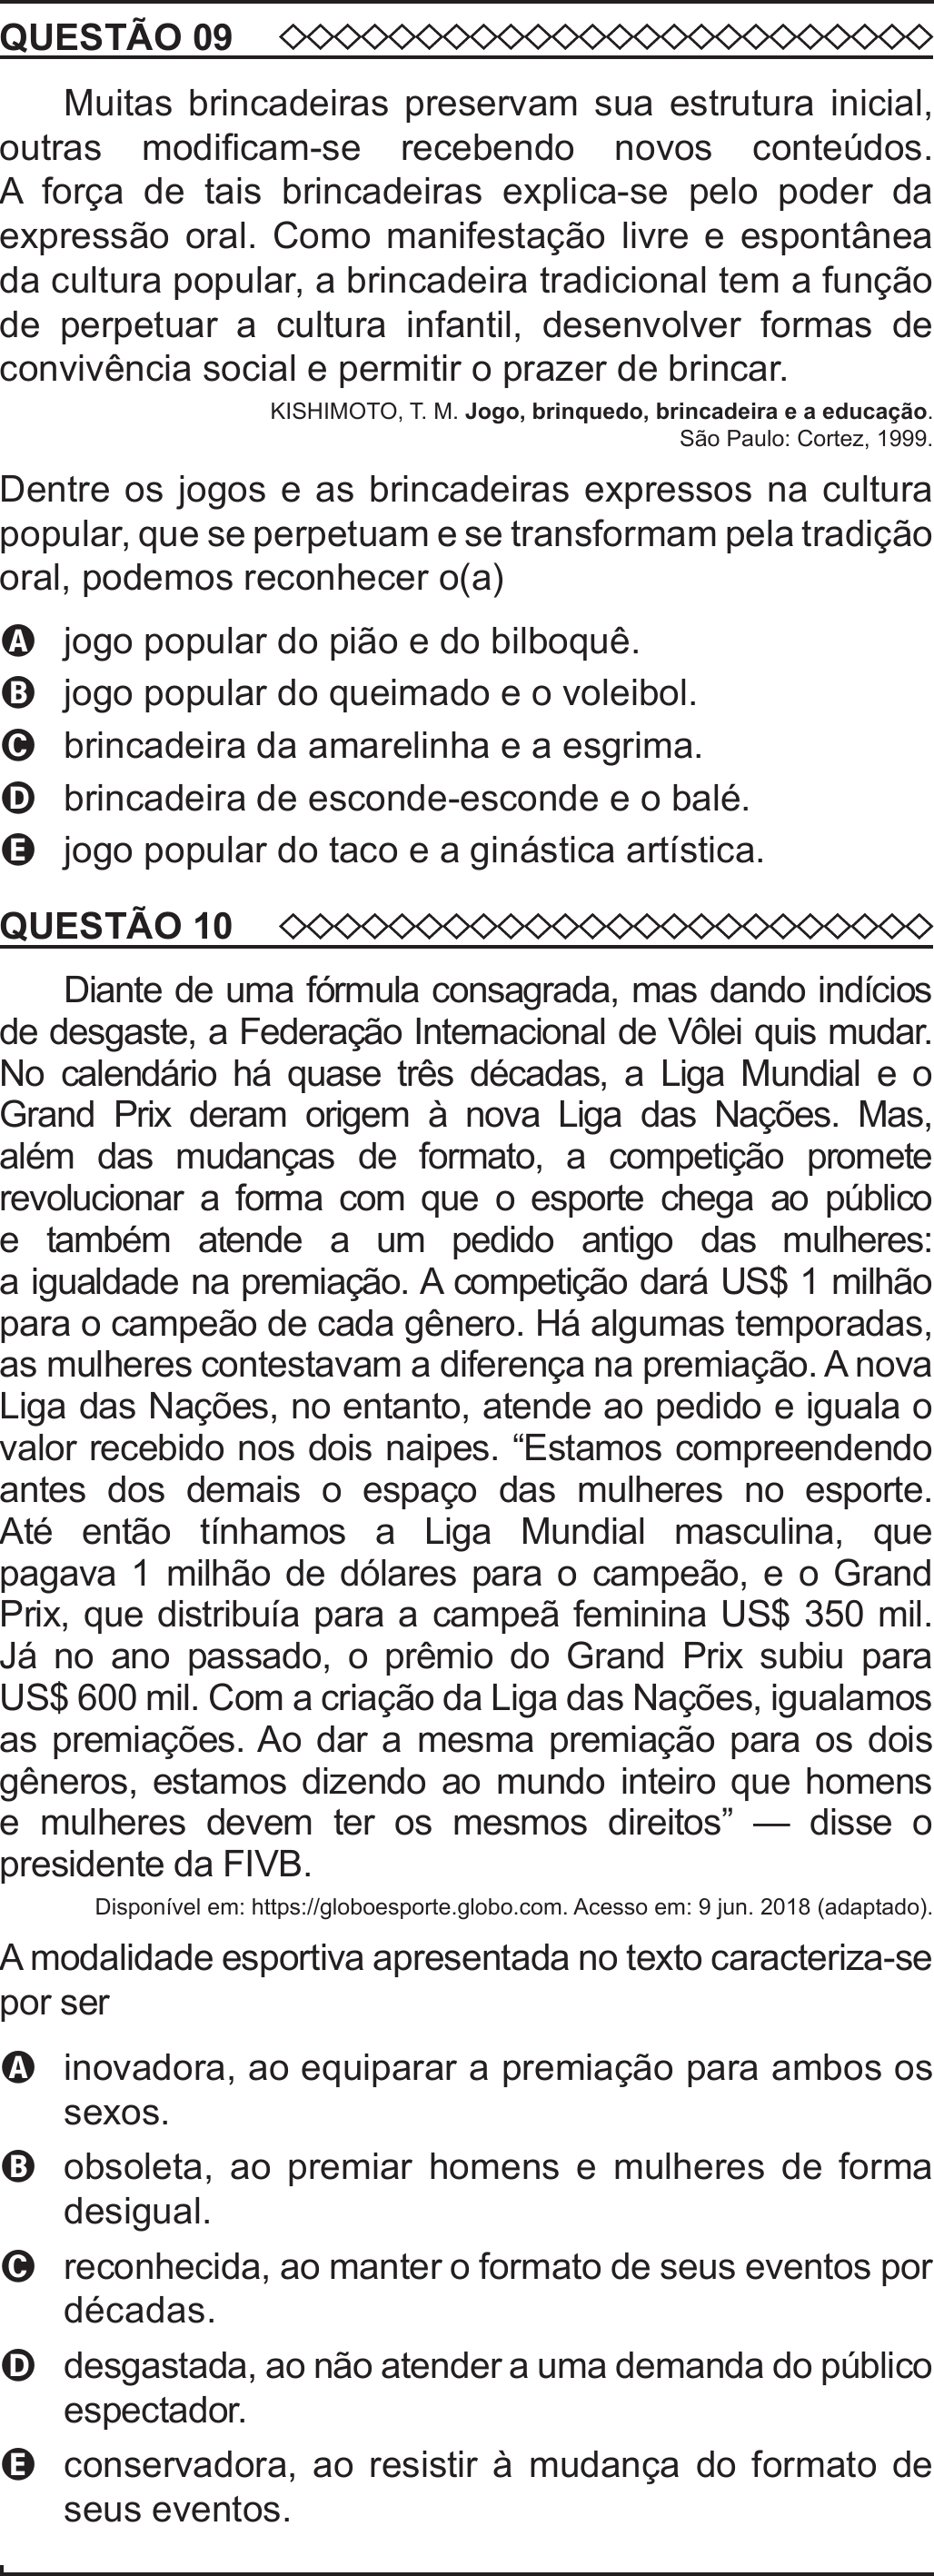 QUESTÃO 09
Muitas brincadeiras preservam sua estrutura inicial,
outras modificam-se recebendo novos conteúdos.
A força de tais brincadeiras explica-se pelo poder da
expressão oral. Como manifestação livre e espontânea
da cultura popular, a brincadeira tradicional tem a função
de perpetuar a cultura infantil, desenvolver formas de
convivência social e permitir o prazer de brincar.
KISHIMOTO, T. M. Jogo, brinquedo, brincadeira e a educação.
São Paulo: Cortez, 1999.
Dentre os jogos e as brincadeiras expressos na cultura
popular, que se perpetuam e se transformam pela tradição
oral, podemos reconhecer o(a)
A jogo popular do pião e do bilboquê.
B jogo popular do queimado e o voleibol.
C brincadeira da amarelinha e a esgrima.
D brincadeira de esconde-esconde e o balé.
E jogo popular do taco e a ginástica artística.
QUESTÃO 10
Diante de uma fórmula consagrada, mas dando indícios
de desgaste, a Federação Internacional de Vôlei quis mudar.
No calendário há quase três décadas, a Liga Mundial e o
Grand Prix deram origem à nova Liga das Nações. Mas,
além das mudanças de formato, a competição promete
revolucionar a forma com que o esporte chega ao público
e também atende a um pedido antigo das mulheres:
a igualdade na premiação. A competição dará US$ 1 milhão
para o campeão de cada gênero. Há algumas temporadas,
as mulheres contestavam a diferença na premiação. A nova
Liga das Nações, no entanto, atende ao pedido e iguala o
valor recebido nos dois naipes. “Estamos compreendendo
antes dos demais o espaço das mulheres no esporte.
Até então tínhamos a Liga Mundial masculina, que
pagava 1 milhão de dólares para o campeão, e o Grand
Prix, que distribuía para a campeã feminina US$ 350 mil.
Já no ano passado, o prêmio do Grand Prix subiu para
US$ 600 mil. Com a criação da Liga das Nações, igualamos
as premiações. Ao dar a mesma premiação para os dois
gêneros, estamos dizendo ao mundo inteiro que homens
e mulheres devem ter os mesmos direitos” — disse o
presidente da FIVB.
Disponível em: https://globoesporte.globo.com. Acesso em: 9 jun. 2018 (adaptado).
A modalidade esportiva apresentada no texto caracteriza-se
por ser
A inovadora, ao equiparar a premiação para ambos os
sexos.
B obsoleta, ao premiar homens e mulheres de forma
desigual.
C reconhecida, ao manter o formato de seus eventos por
décadas.
D desgastada, ao não atender a uma demanda do público
espectador.
E conservadora, ao resistir à mudança do formato de
seus eventos.